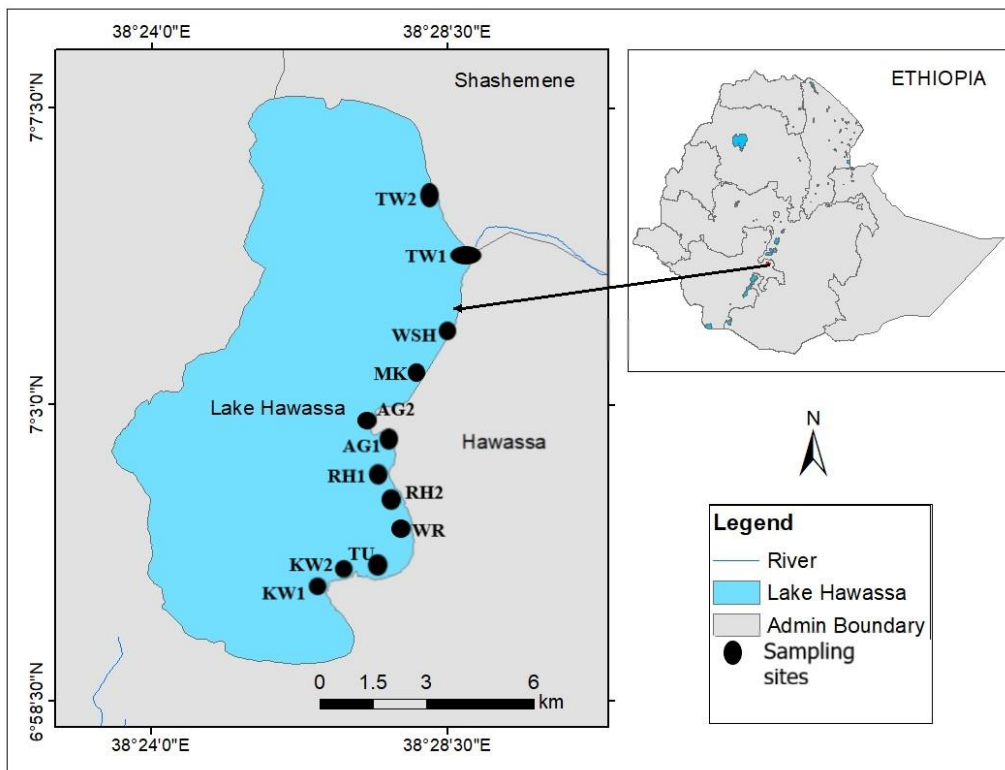 38°24'0"E
38°28'30"E
Shashemene
ETHIOPIA
7°7'30"N
TW2
TW1
WSH
MK
7°3'0"N
Lake Hawassa
AG2
AG1
Hawassa
N
RH1
RH2
WR
TU
KW2
KW1
Legend
River
Lake Hawassa
Admin Boundary
Sampling
sites
0 1.5 3 6
km
6°58'30"N
38°24'0"E
38°28'30"E